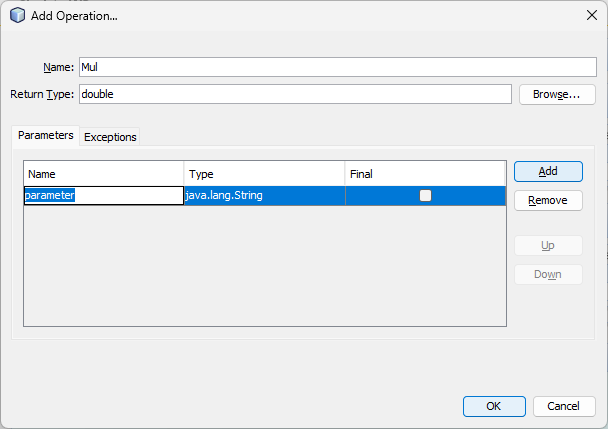 Add Operation...
Name: Mul
Return Type: double Browse...
Parameters Exceptions
Name Type Final Add
parameter java.lang.String
Remove
Up
Down
OK Cancel